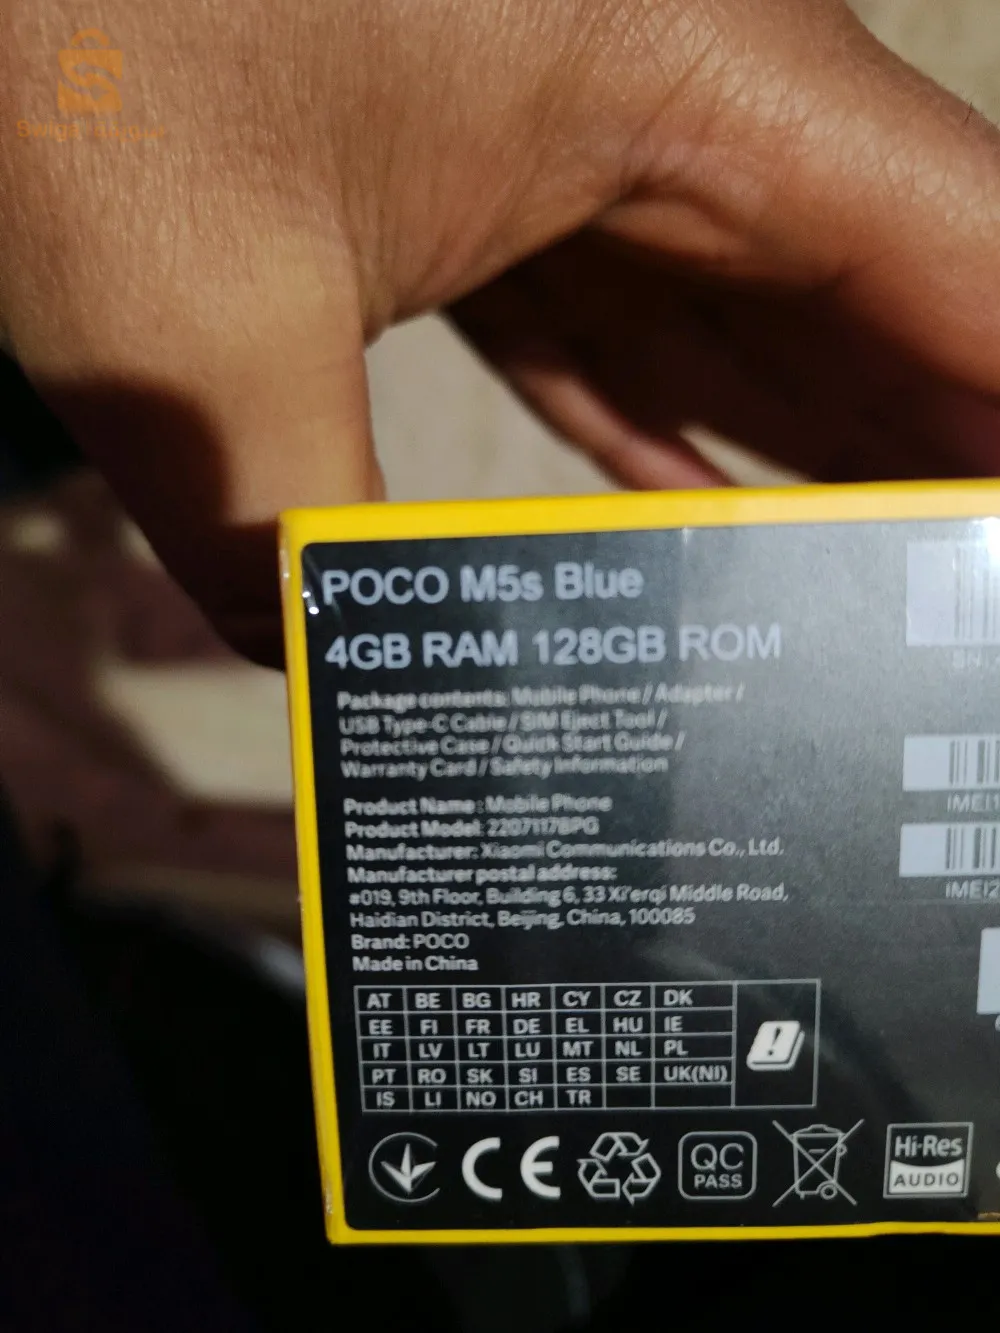 POCO M5s Blue
4GB RAM 128GB ROM
Package contents: Mobile Phone / Adapter /
USB Type-C Cable / SIM Eject Tool /
Protective Case / Quick Start Guide /
Warranty Card / Safety Information
Product Name: Mobile Phone
Product Model: 2207117BPG
Manufacturer: Xiaomi Communications Co., Ltd.
Manufacturer postal address:
#019, 9th Floor, Building 6, 33 Xi'erqi Middle Road,
Haidian District, Beijing, China, 100085
Brand: POCO
Made in China
AT BE BG HR CY CZ DK
EE FI FR DE EL HU IE
IT LV LT LU MT NL PL
PT RO SK SI ES SE UK(NI)
IS LI NO CH TR
CE
QC
PASS
Hi-Res
AUDIO
SN
IMEI1
IMEI2